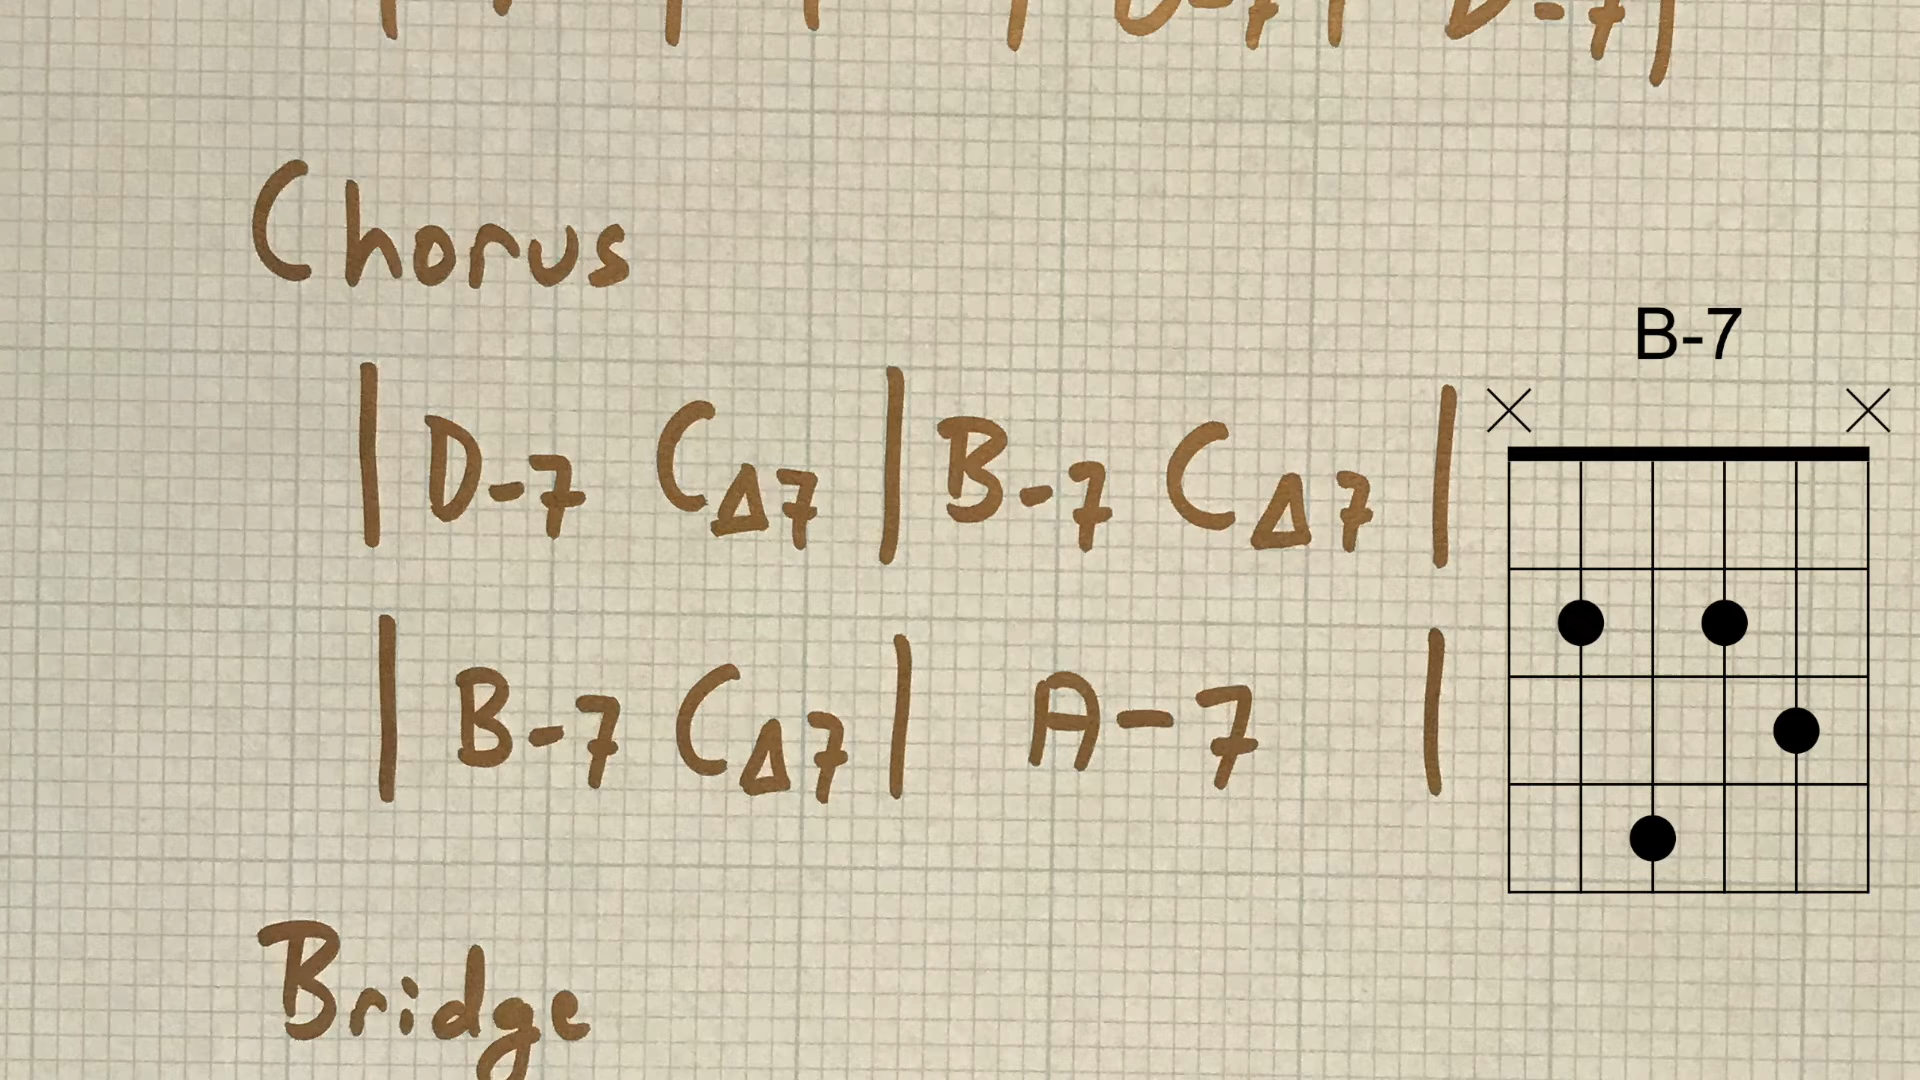 Chorus
| D-7 CΔ7 | B-7 CΔ7 |
| B-7 CΔ7 | A-7 |
B-7
Bridge